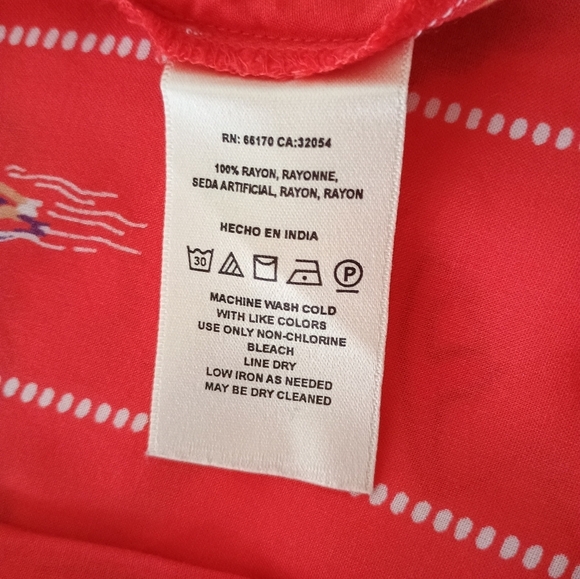 RN: 66170 CA:32054
100% RAYON, RAYONNE,
SEDA ARTIFICIAL, RAYON, RAYON
HECHO EN INDIA
30 P
MACHINE WASH COLD
WITH LIKE COLORS
USE ONLY NON-CHLORINE
BLEACH
LINE DRY
LOW IRON AS NEEDED
MAY BE DRY CLEANED